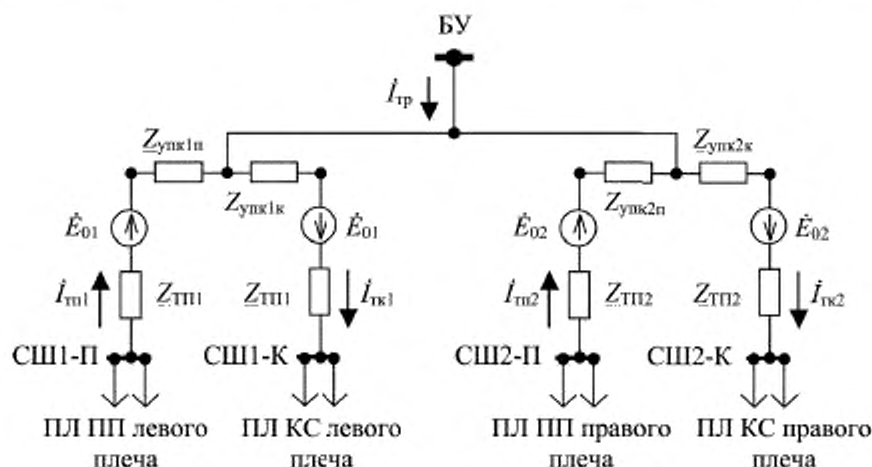 БУ
İтр
Zупк1п
Zупк2к
Zупк1к
Zупк2п
Ė01
Ė01
Ė02
Ė02
İтп1
ZТП1
ZТП1
İтк1
İтп2
ZТП2
ZТП2
İтк2
СШ1-П
СШ1-К
СШ2-П
СШ2-К
ПЛ ПП левого
плеча
ПЛ КС левого
плеча
ПЛ ПП правого
плеча
ПЛ КС правого
плеча